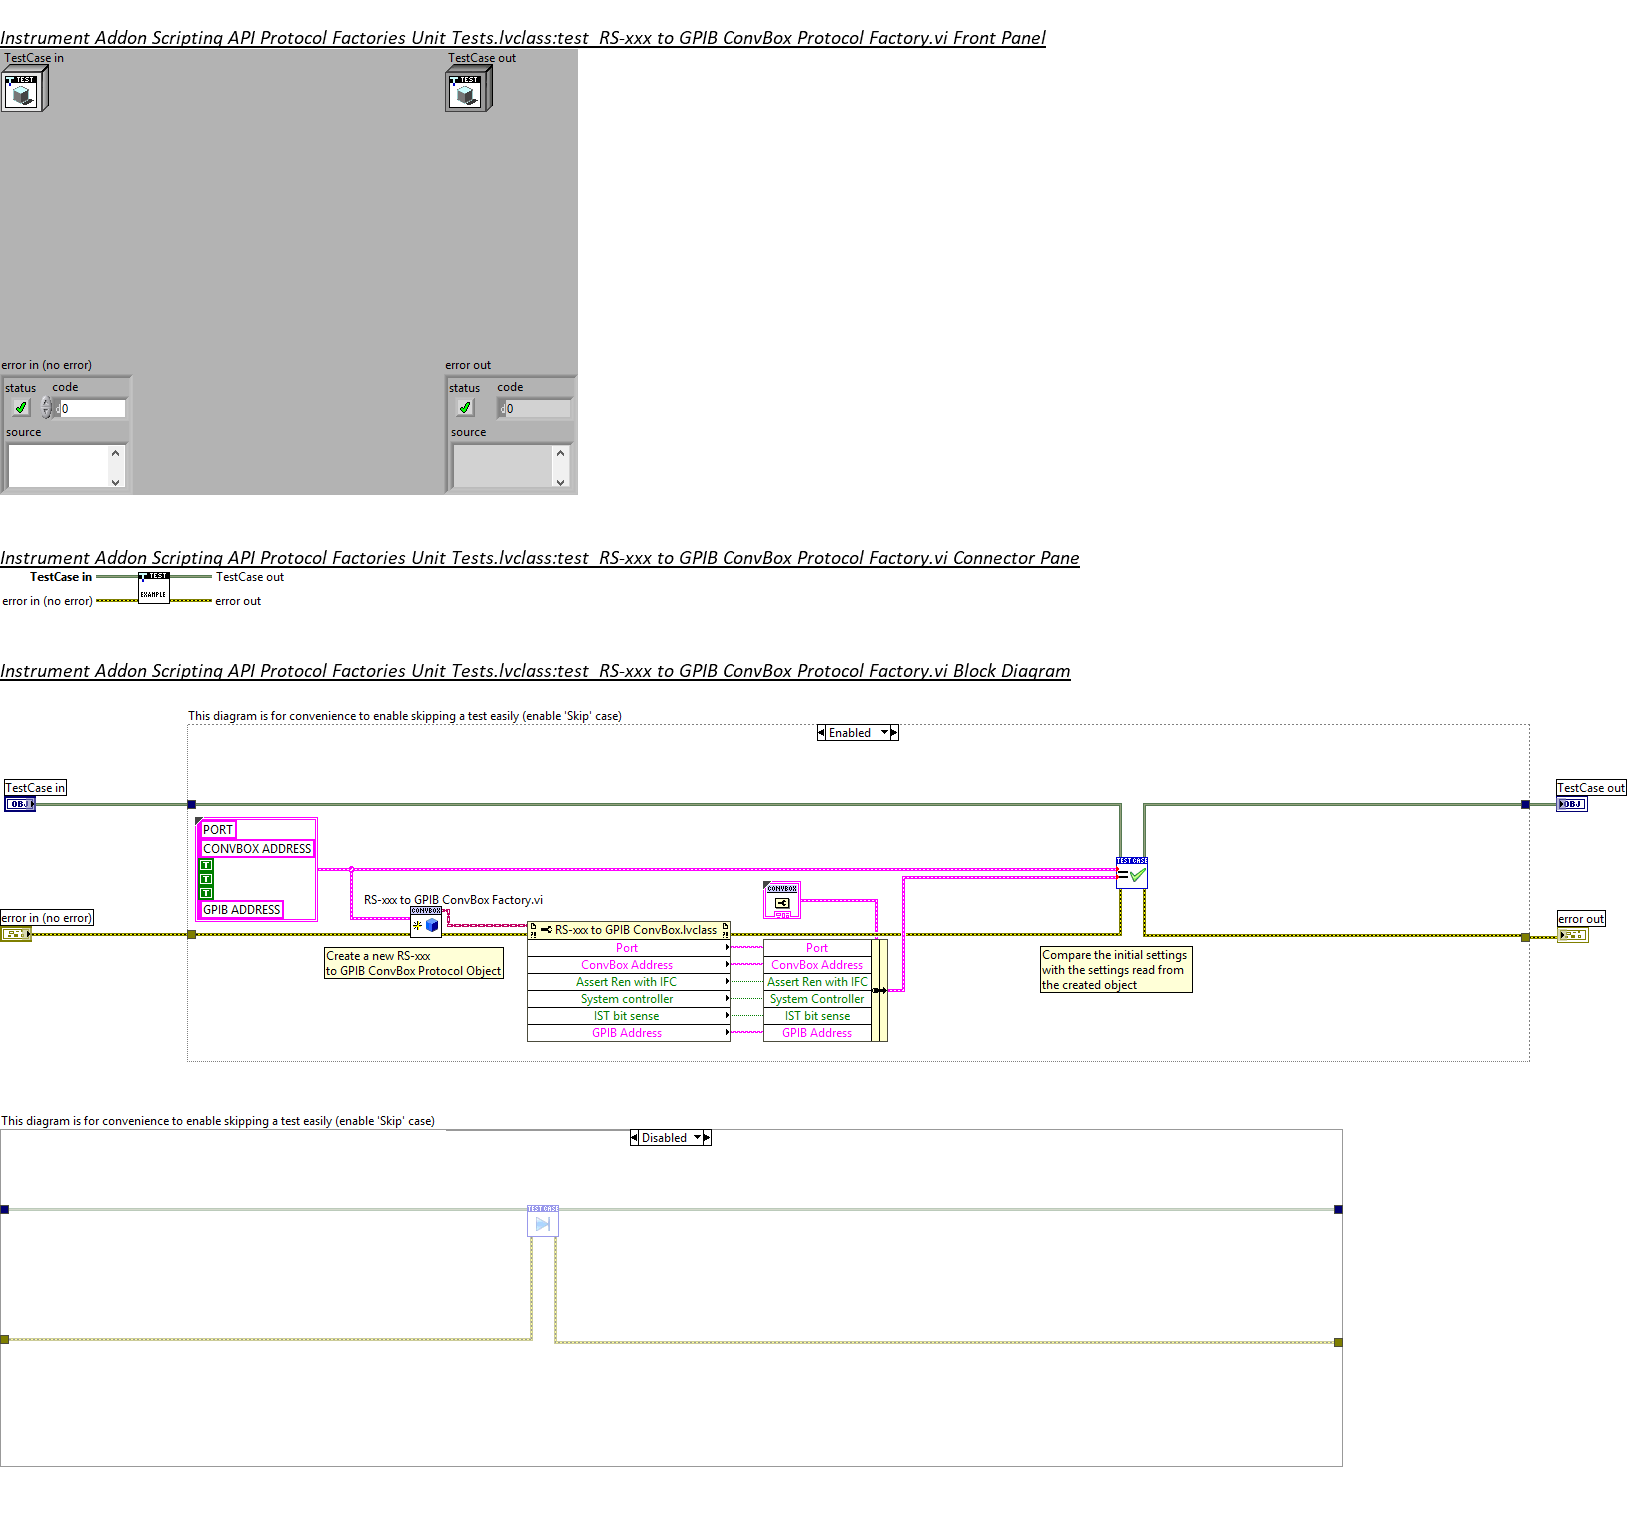 Instrument Addon Scripting API Protocol Factories Unit Tests.lvclass:test  RS-xxx to GPIB ConvBox Protocol Factory.vi Front Panel
TestCase in
TestCase out
TEST
TEST
error in (no error)
error out
status
code
status
code
d0
d0
source
source
Instrument Addon Scripting API Protocol Factories Unit Tests.lvclass:test  RS-xxx to GPIB ConvBox Protocol Factory.vi Connector Pane
TestCase in
TEST
TestCase out
error in (no error)
EXAMPLE
error out
Instrument Addon Scripting API Protocol Factories Unit Tests.lvclass:test  RS-xxx to GPIB ConvBox Protocol Factory.vi Block Diagram
This diagram is for convenience to enable skipping a test easily (enable 'Skip' case)
Enabled
TestCase in
OBJ
TestCase out
OBJ
PORT
CONVBOX ADDRESS
T
T
T
GPIB ADDRESS
TEST CASE
CONVBOX
RS-xxx to GPIB ConvBox Factory.vi
CONVBOX
error in (no error)
error out
RS-xxx to GPIB ConvBox.lvclass
Create a new RS-xxx
to GPIB ConvBox Protocol Object
Port
ConvBox Address
Assert Ren with IFC
System controller
IST bit sense
GPIB Address
Port
ConvBox Address
Assert Ren with IFC
System Controller
IST bit sense
GPIB Address
Compare the initial settings
with the settings read from
the created object
This diagram is for convenience to enable skipping a test easily (enable 'Skip' case)
Disabled
TEST CASE